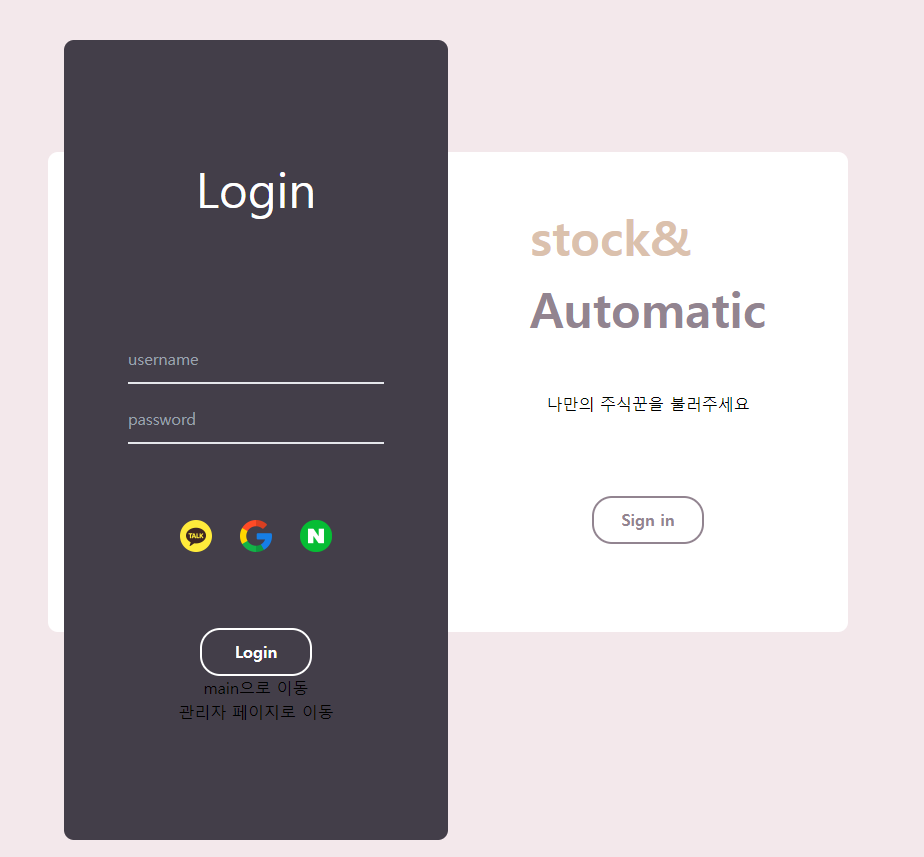 Login
username
password
TALK
N
Login
main으로 이동
관리자 페이지로 이동
stock&
Automatic
나만의 주식꾼을 불러주세요
Sign in